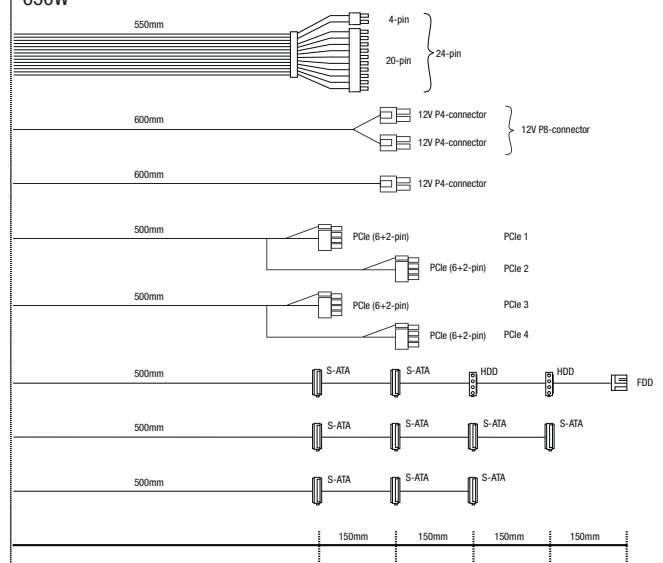 650W
550mm
4-pin
20-pin
24-pin
600mm
12V P4-connector
12V P8-connector
12V P4-connector
600mm
12V P4-connector
500mm
PCIe (6+2-pin) PCIe 1
PCIe (6+2-pin) PCIe 2
500mm
PCIe (6+2-pin) PCIe 3
PCIe (6+2-pin) PCIe 4
500mm S-ATA S-ATA HDD HDD FDD
500mm S-ATA S-ATA S-ATA S-ATA
500mm S-ATA S-ATA S-ATA
150mm 150mm 150mm 150mm